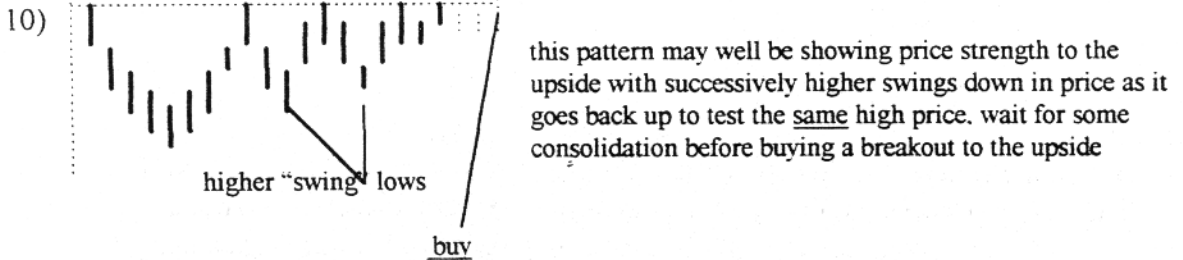 10)
this pattern may well be showing price strength to the
upside with successively higher swings down in price as it
goes back up to test the same high price. wait for some
consolidation before buying a breakout to the upside
higher “swing” lows
buy